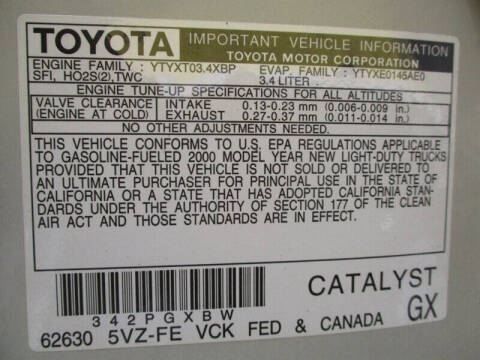 TOYOTA IMPORTANT VEHICLE INFORMATION
TOYOTA MOTOR CORPORATION
ENGINE FAMILY : YTYXT03.4XBP EVAP. FAMILY : YTYXE0145AE0
SFI, HO2S(2),TWC 3.4 LITER
ENGINE TUNE-UP SPECIFICATIONS FOR ALL ALTITUDES
VALVE CLEARANCE INTAKE 0.13-0.23 mm (0.006-0.009 in.)
(ENGINE AT COLD) EXHAUST 0.27-0.37 mm (0.011-0.014 in.)
NO OTHER ADJUSTMENTS NEEDED.
THIS VEHICLE CONFORMS TO U.S. EPA REGULATIONS APPLICABLE
TO GASOLINE-FUELED 2000 MODEL YEAR NEW LIGHT-DUTY TRUCKS
PROVIDED THAT THIS VEHICLE IS NOT SOLD OR DELIVERED TO
AN ULTIMATE PURCHASER FOR PRINCIPAL USE IN THE STATE OF
CALIFORNIA OR A STATE THAT HAS ADOPTED CALIFORNIA STAN-
DARDS UNDER THE AUTHORITY OF SECTION 177 OF THE CLEAN
AIR ACT AND THOSE STANDARDS ARE IN EFFECT.
CATALYST
342PGXBW GX
62630 5VZ-FE VCK FED & CANADA